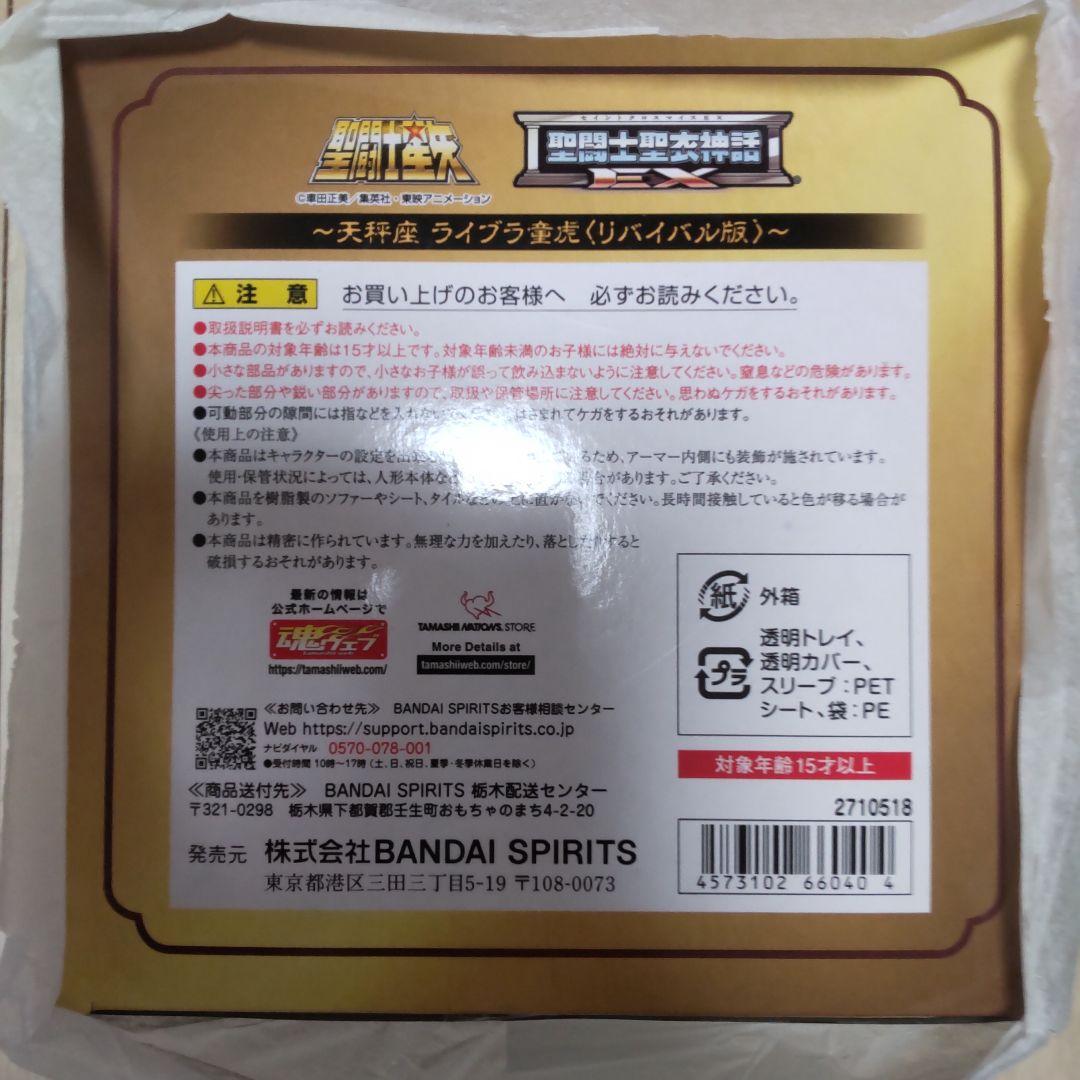 聖闘士星矢
©車田正美/集英社・東映アニメーション
セイントクロスマイスEX
聖闘士聖衣神話
EX
～天秤座 ライブラ童虎〈リバイバル版〉～
注 意
お買い上げのお客様へ 必ずお読みください。
●取扱説明書を必ずお読みください。
●本商品の対象年齢は15才以上です。対象年齢未満のお子様には絶対に与えないでください。
●小さな部品がありますので、小さなお子様が誤って飲み込まないように注意してください。窒息などの危険があります。
●尖った部分や鋭い部分がありますので、取扱や保管場所に注意してください。思わぬケガをするおそれがあります。
●可動部分の隙間には指などを入れない はさまれてケガをするおそれがあります。
《使用上の注意》
●本商品はキャラクターの設定を るため、アーマー内側にも装飾が施されています。
使用・保管状況によっては、人形本体な 場合があります。ご了承ください。
●本商品を樹脂製のソファーやシート、タイルな ください。長時間接触していると色が移る場合が
あります。
●本商品は精密に作られています。無理な力を加えたり、落としたりすると
破損するおそれがあります。
最新の情報は
公式ホームページで
魂ウェブ
https://tamashiiweb.com/
TAMASHII NATIONS STORE
More Details at
tamashiiweb.com/store/
紙
外箱
プラ
透明トレイ、
透明カバー、
スリーブ:PET
シート、袋:PE
≪お問い合わせ先≫ BANDAI SPIRITSお客様相談センター
Web https://support.bandaispirits.co.jp
ナビダイヤル 0570-078-001
●受付時間 10時～17時(土、日、祝日、夏季・冬季休業日を除く)
≪商品送付先≫ BANDAI SPIRITS 栃木配送センター
〒321-0298 栃木県下都賀郡壬生町おもちゃのまち4-2-20
発売元 株式会社BANDAI SPIRITS
東京都港区三田三丁目5-19 〒108-0073
対象年齢15才以上
2710518
4573102 66040 4